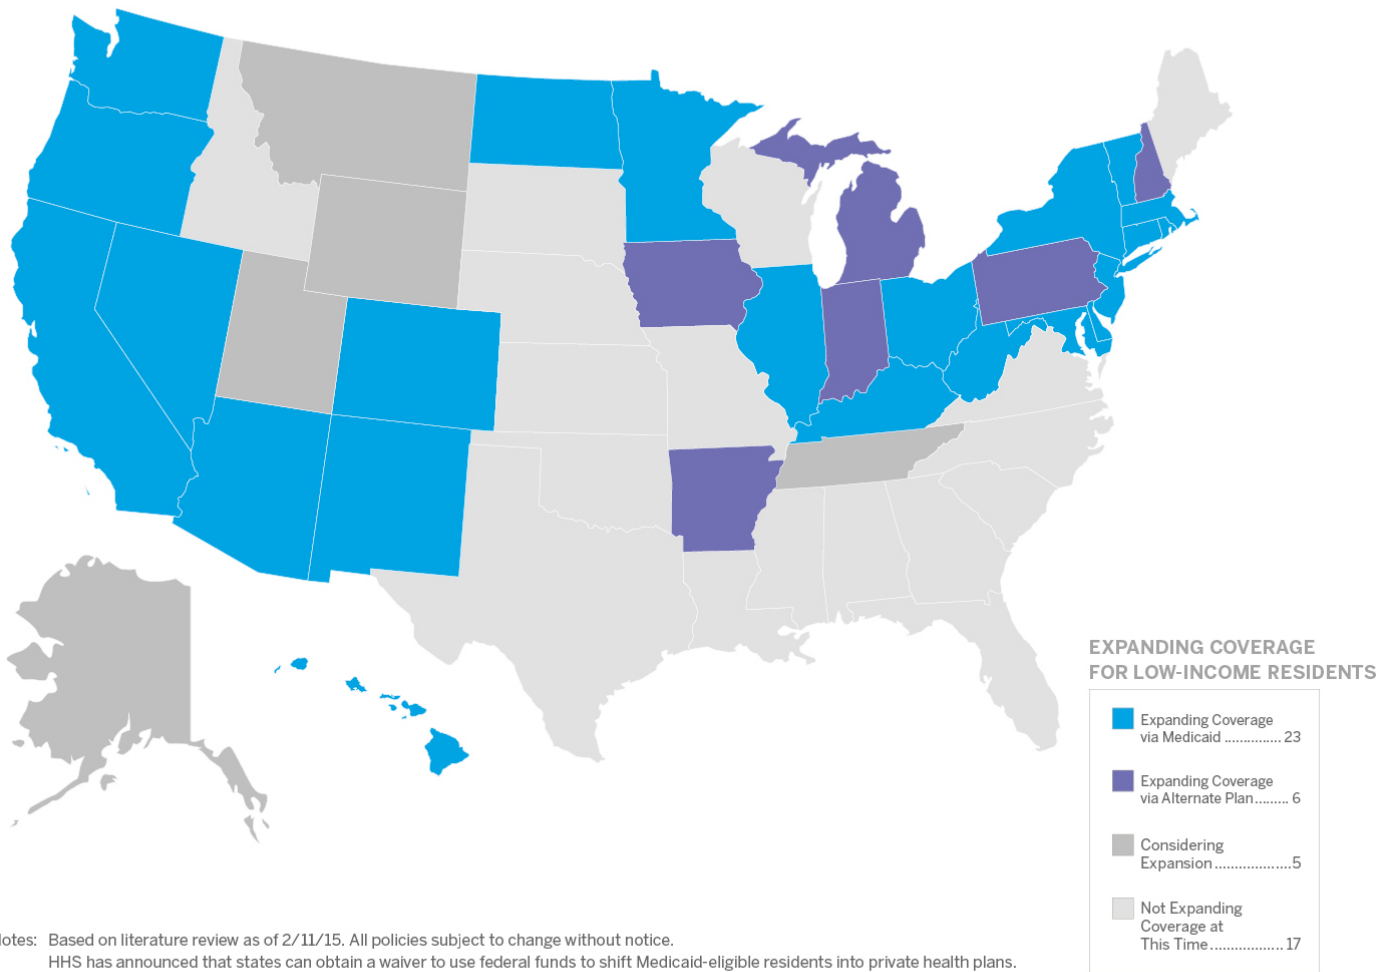 EXPANDING COVERAGE
FOR LOW-INCOME RESIDENTS
Expanding Coverage
via Medicaid ............... 23
Expanding Coverage
via Alternate Plan......... 6
Considering
Expansion ...................5
Not Expanding
Coverage at
This Time .................. 17
otes: Based on literature review as of 2/11/15. All policies subject to change without notice.
HHS has announced that states can obtain a waiver to use federal funds to shift Medicaid-eligible residents into private health plans.